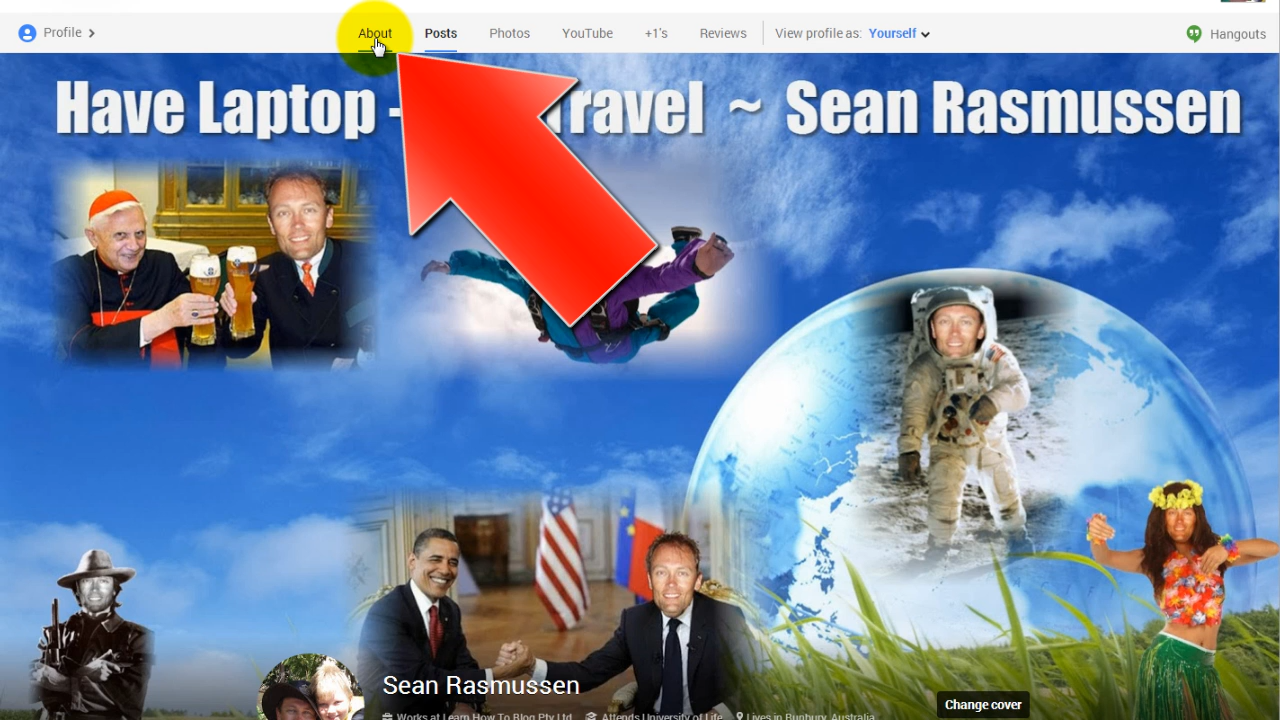 Profile
About
Posts
Photos
YouTube
+1's
Reviews
View profile as: Yourself
Hangouts
Have Laptop - ravel ~ Sean Rasmussen
Sean Rasmussen
Works at Learn How To Blog Pty Ltd
Attends University of Life
Lives in Bunbury, Australia
Change cover